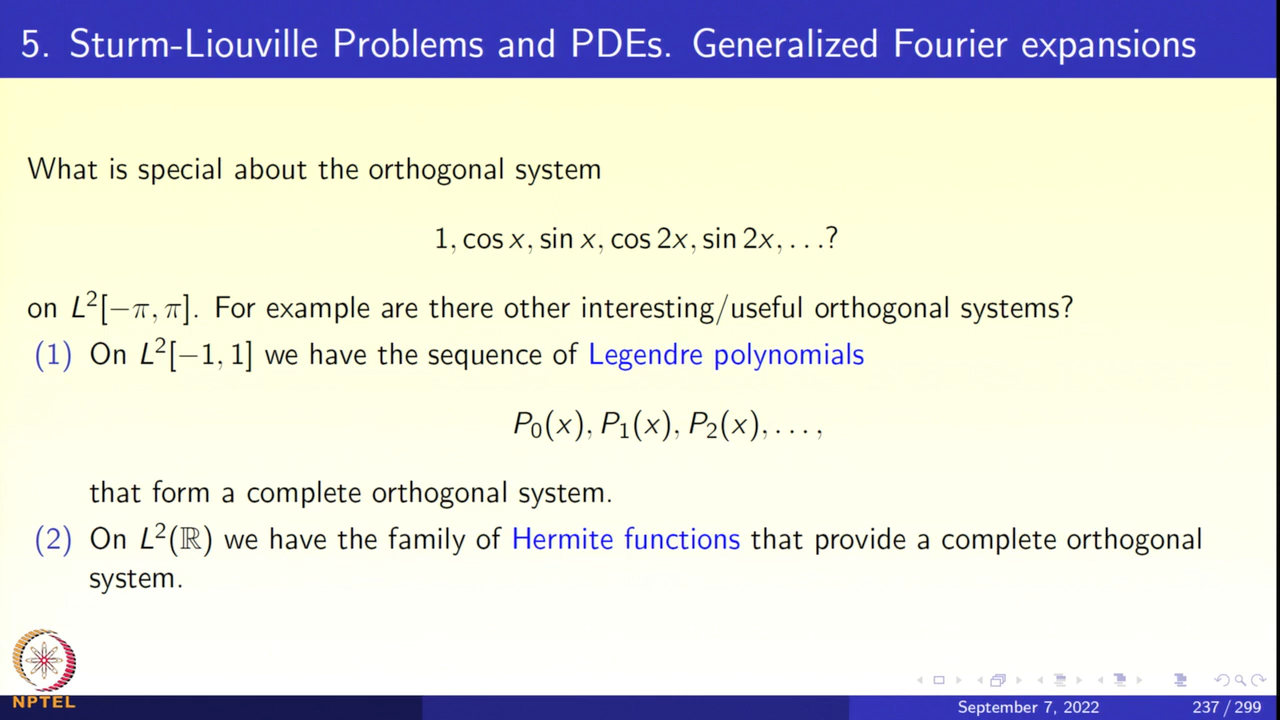 5. Sturm-Liouville Problems and PDEs. Generalized Fourier expansions
What is special about the orthogonal system
1, cos x, sin x, cos 2x, sin 2x, . . .?
on L²[−π, π]. For example are there other interesting/useful orthogonal systems?
(1) On L²[−1, 1] we have the sequence of Legendre polynomials
P₀(x), P₁(x), P₂(x), . . . ,
that form a complete orthogonal system.
(2) On L²(ℝ) we have the family of Hermite functions that provide a complete orthogonal
system.
NPTEL
September 7, 2022 237 / 299